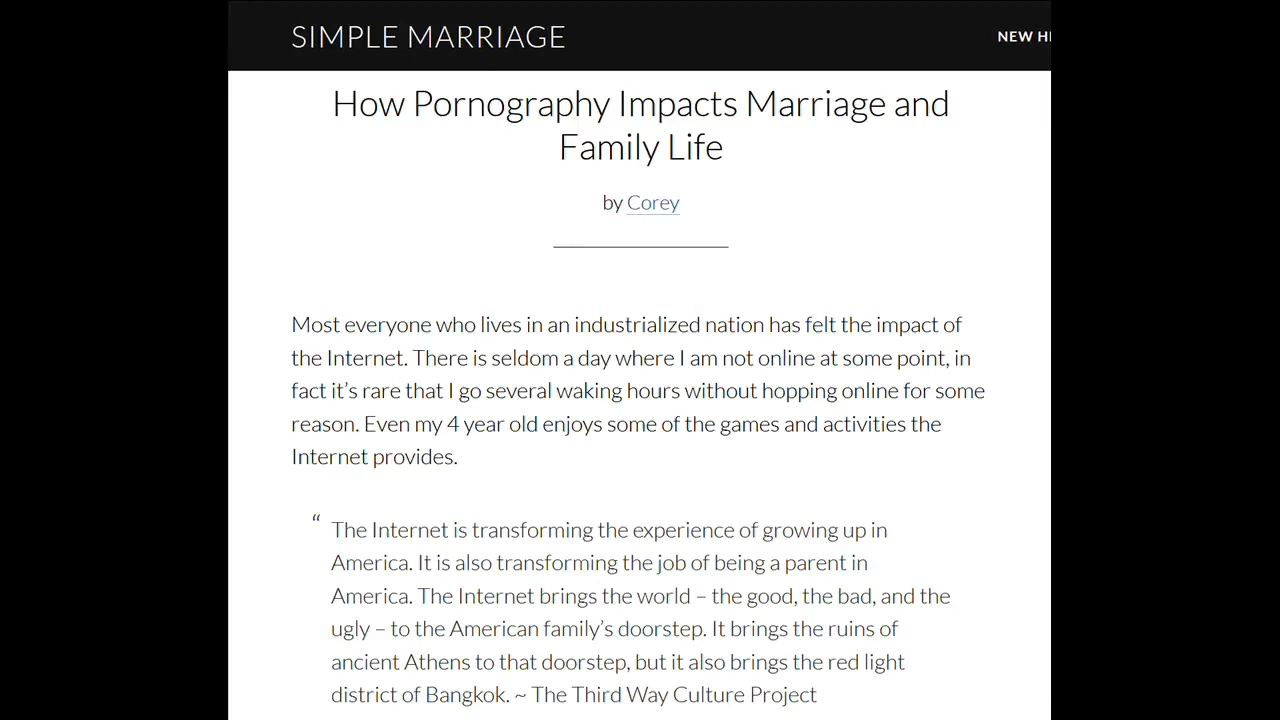 SIMPLE MARRIAGE
NEW H
How Pornography Impacts Marriage and
Family Life
by Corey
Most everyone who lives in an industrialized nation has felt the impact of
the Internet. There is seldom a day where I am not online at some point, in
fact it’s rare that I go several waking hours without hopping online for some
reason. Even my 4 year old enjoys some of the games and activities the
Internet provides.
“ The Internet is transforming the experience of growing up in
America. It is also transforming the job of being a parent in
America. The Internet brings the world – the good, the bad, and the
ugly – to the American family’s doorstep. It brings the ruins of
ancient Athens to that doorstep, but it also brings the red light
district of Bangkok. ~ The Third Way Culture Project